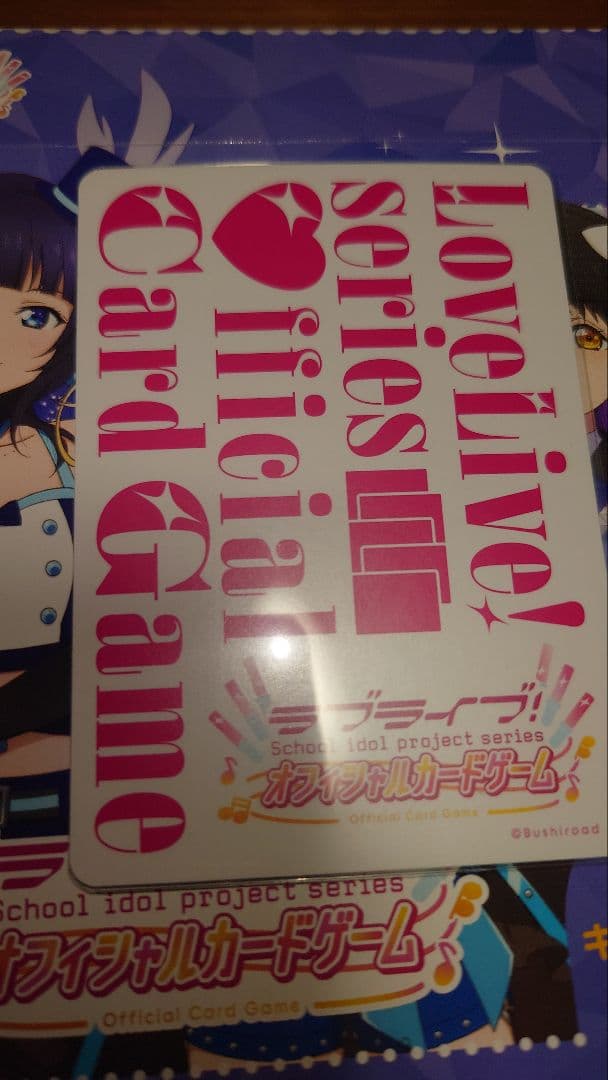 LoveLive!
series
Official
Card Game
ラブライブ!
School idol project series
オフィシャルカードゲーム
Official Card Game
©Bushiroad
ラ
School idol project series
オフィシャルカードゲーム
Official Card Game
キ